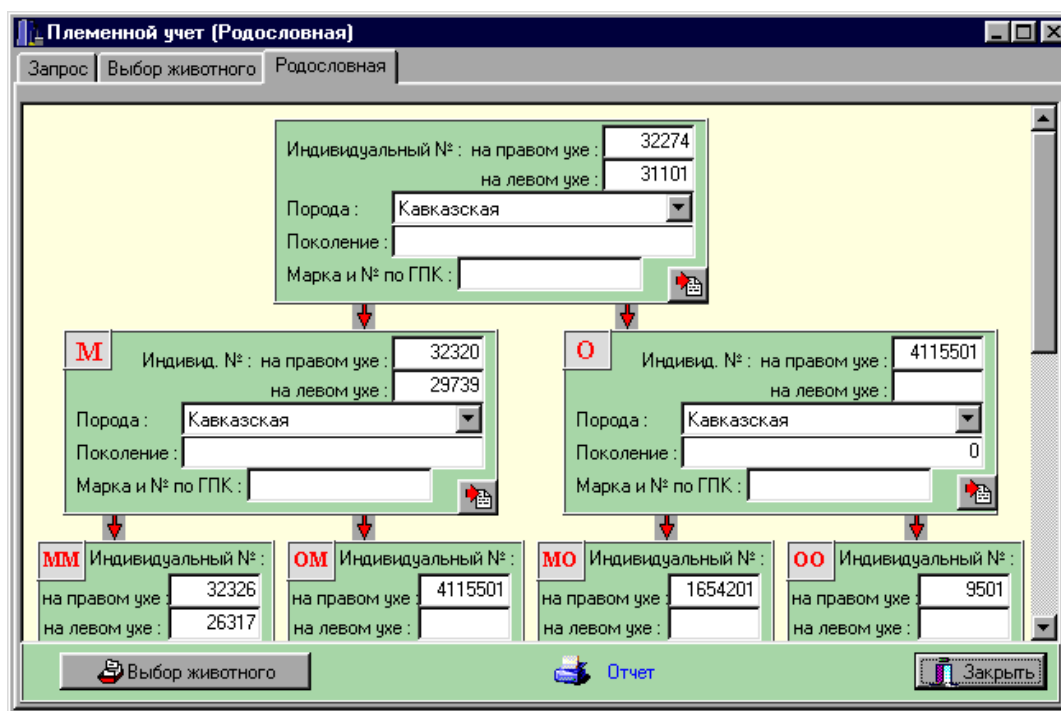 Племенной учет (Родословная)
Запрос Выбор животного Родословная
Индивидуальный № : на правом ухе : 32274
на левом ухе : 31101
Порода : Кавказская
Поколение :
Марка и № по ГПК :
М Индивид. № : на правом ухе : 32320
на левом ухе : 29739
Порода : Кавказская
Поколение :
Марка и № по ГПК :
О Индивид. № : на правом ухе : 4115501
на левом ухе :
Порода : Кавказская
Поколение : 0
Марка и № по ГПК :
ММ Индивидуальный № :
на правом ухе : 32326
на левом ухе : 26317
ОМ Индивидуальный № :
на правом ухе : 4115501
на левом ухе :
МО Индивидуальный № :
на правом ухе : 1654201
на левом ухе :
ОО Индивидуальный № :
на правом ухе : 9501
на левом ухе :
Выбор животного Отчет Закрыть